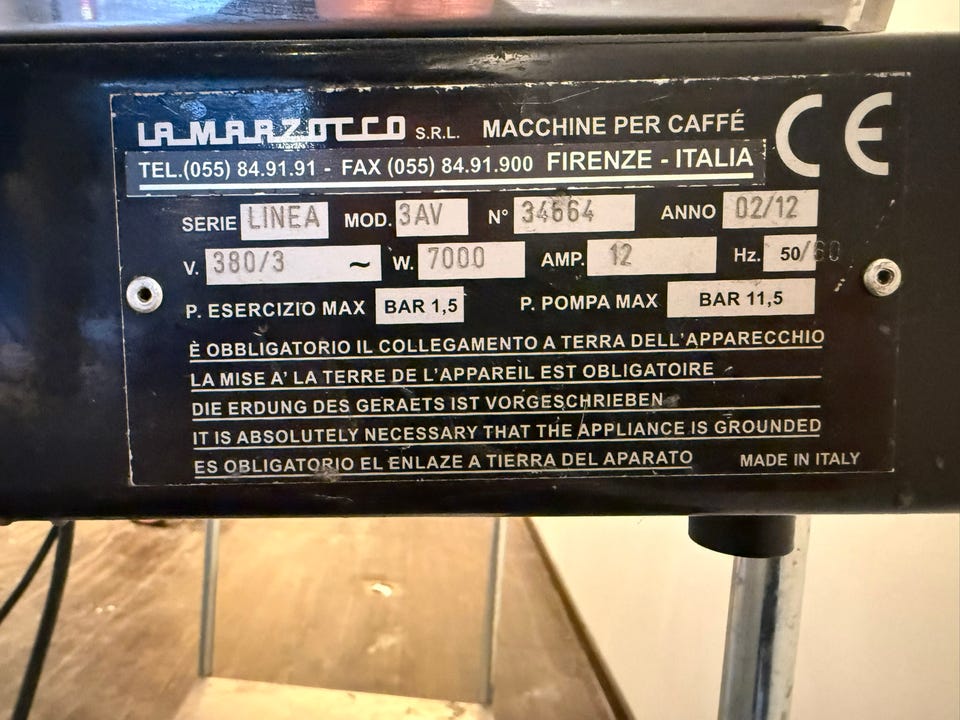 LA MARZOCCO S.R.L. MACCHINE PER CAFFÉ CE
TEL.(055) 84.91.91 - FAX (055) 84.91.900 FIRENZE - ITALIA
SERIE LINEA MOD. 3AV N° 34664 ANNO 02/12
V. 380/3 ~ W. 7000 AMP. 12 Hz. 50/60
P. ESERCIZIO MAX BAR 1,5 P. POMPA MAX BAR 11,5
È OBBLIGATORIO IL COLLEGAMENTO A TERRA DELL'APPARECCHIO
LA MISE A' LA TERRE DE L'APPAREIL EST OBLIGATOIRE
DIE ERDUNG DES GERAETS IST VORGESCHRIEBEN
IT IS ABSOLUTELY NECESSARY THAT THE APPLIANCE IS GROUNDED
ES OBLIGATORIO EL ENLAZE A TIERRA DEL APARATO MADE IN ITALY